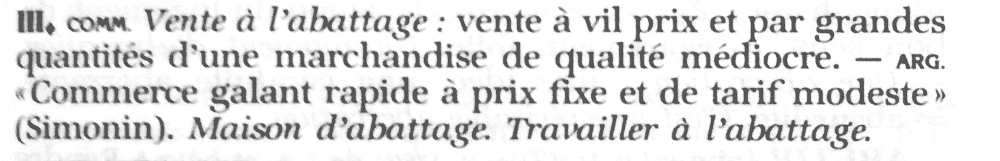 III⬥ COMM. Vente à l'abattage : vente à vil prix et par grandes
quantités d'une marchandise de qualité médiocre. — ARG.
« Commerce galant rapide à prix fixe et de tarif modeste »
(Simonin). Maison d'abattage. Travailler à l'abattage.